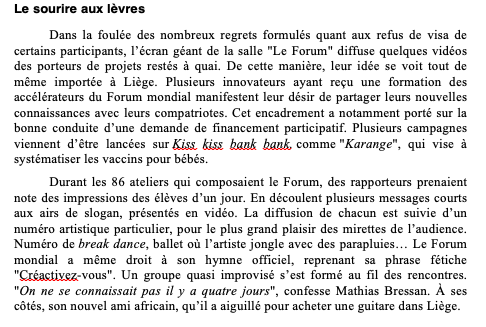 Le sourire aux lèvres
Dans la foulée des nombreux regrets formulés quant aux refus de visa de
certains participants, l'écran géant de la salle "Le Forum" diffuse quelques vidéos
des porteurs de projets restés à quai. De cette manière, leur idée se voit tout de
même importée à Liège. Plusieurs innovateurs ayant reçu une formation des
accélérateurs du Forum mondial manifestent leur désir de partager leurs nouvelles
connaissances avec leurs compatriotes. Cet encadrement a notamment porté sur la
bonne conduite d'une demande de financement participatif. Plusieurs campagnes
viennent d'être lancées sur Kiss kiss bank bank, comme "Karange", qui vise à
systématiser les vaccins pour bébés.
Durant les 86 ateliers qui composaient le Forum, des rapporteurs prenaient
note des impressions des élèves d'un jour. En découlent plusieurs messages courts
aux airs de slogan, présentés en vidéo. La diffusion de chacun est suivie d'un
numéro artistique particulier, pour le plus grand plaisir des mirettes de l'audience.
Numéro de break dance, ballet où l'artiste jongle avec des parapluies… Le Forum
mondial a même droit à son hymne officiel, reprenant sa phrase fétiche
"Créactivez-vous". Un groupe quasi improvisé s'est formé au fil des rencontres.
"On ne se connaissait pas il y a quatre jours", confesse Mathias Bressan. À ses
côtés, son nouvel ami africain, qu'il a aiguillé pour acheter une guitare dans Liège.